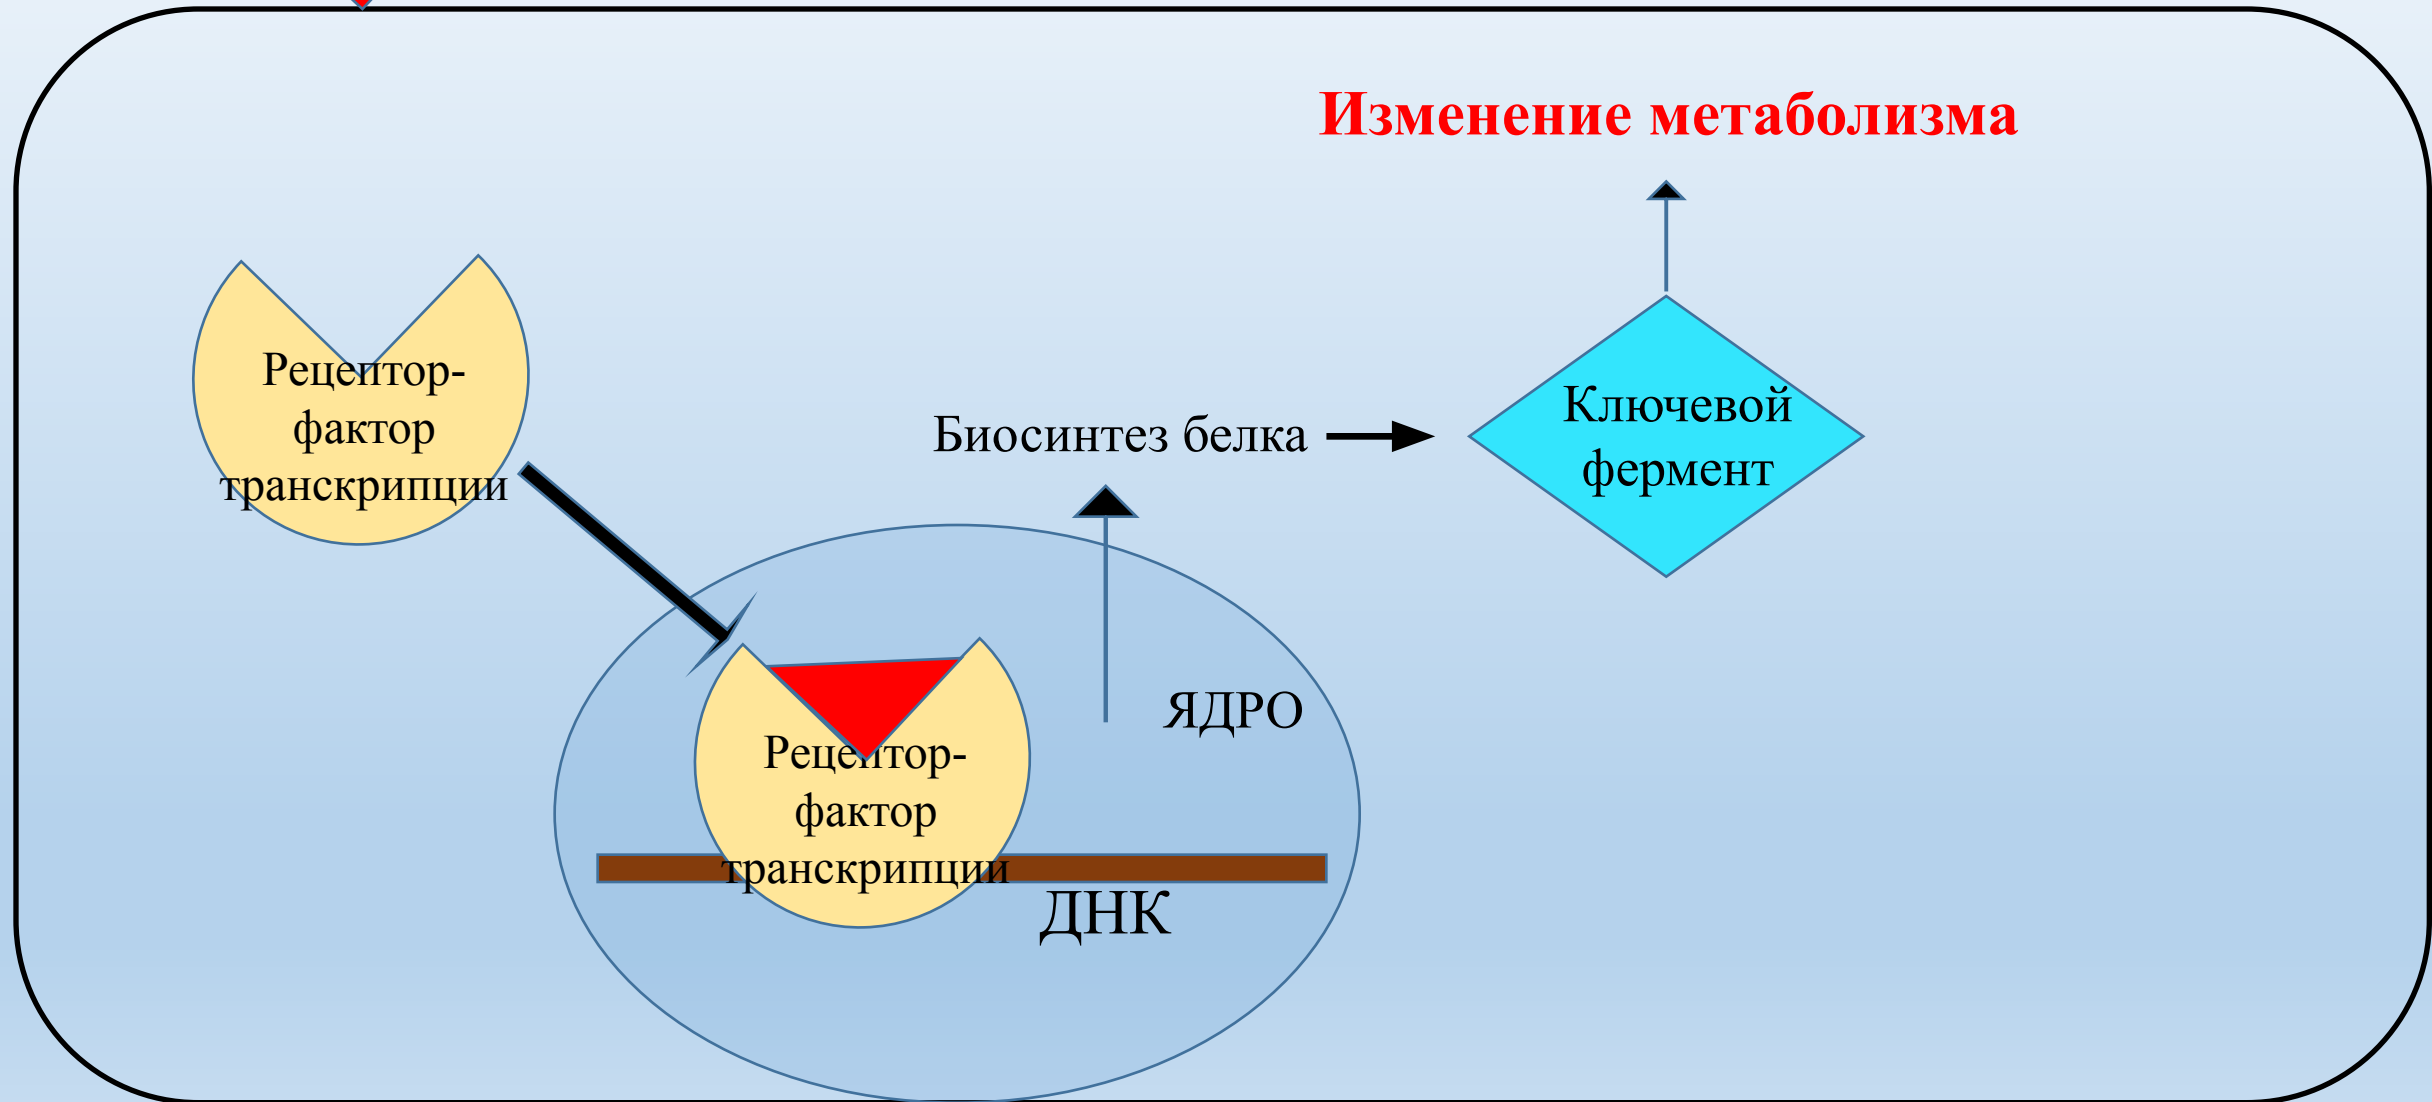 Изменение метаболизма
Рецептор-
фактор
транскрипции
Биосинтез белка
Ключевой
фермент
ЯДРО
Рецептор-
фактор
транскрипции
ДНК